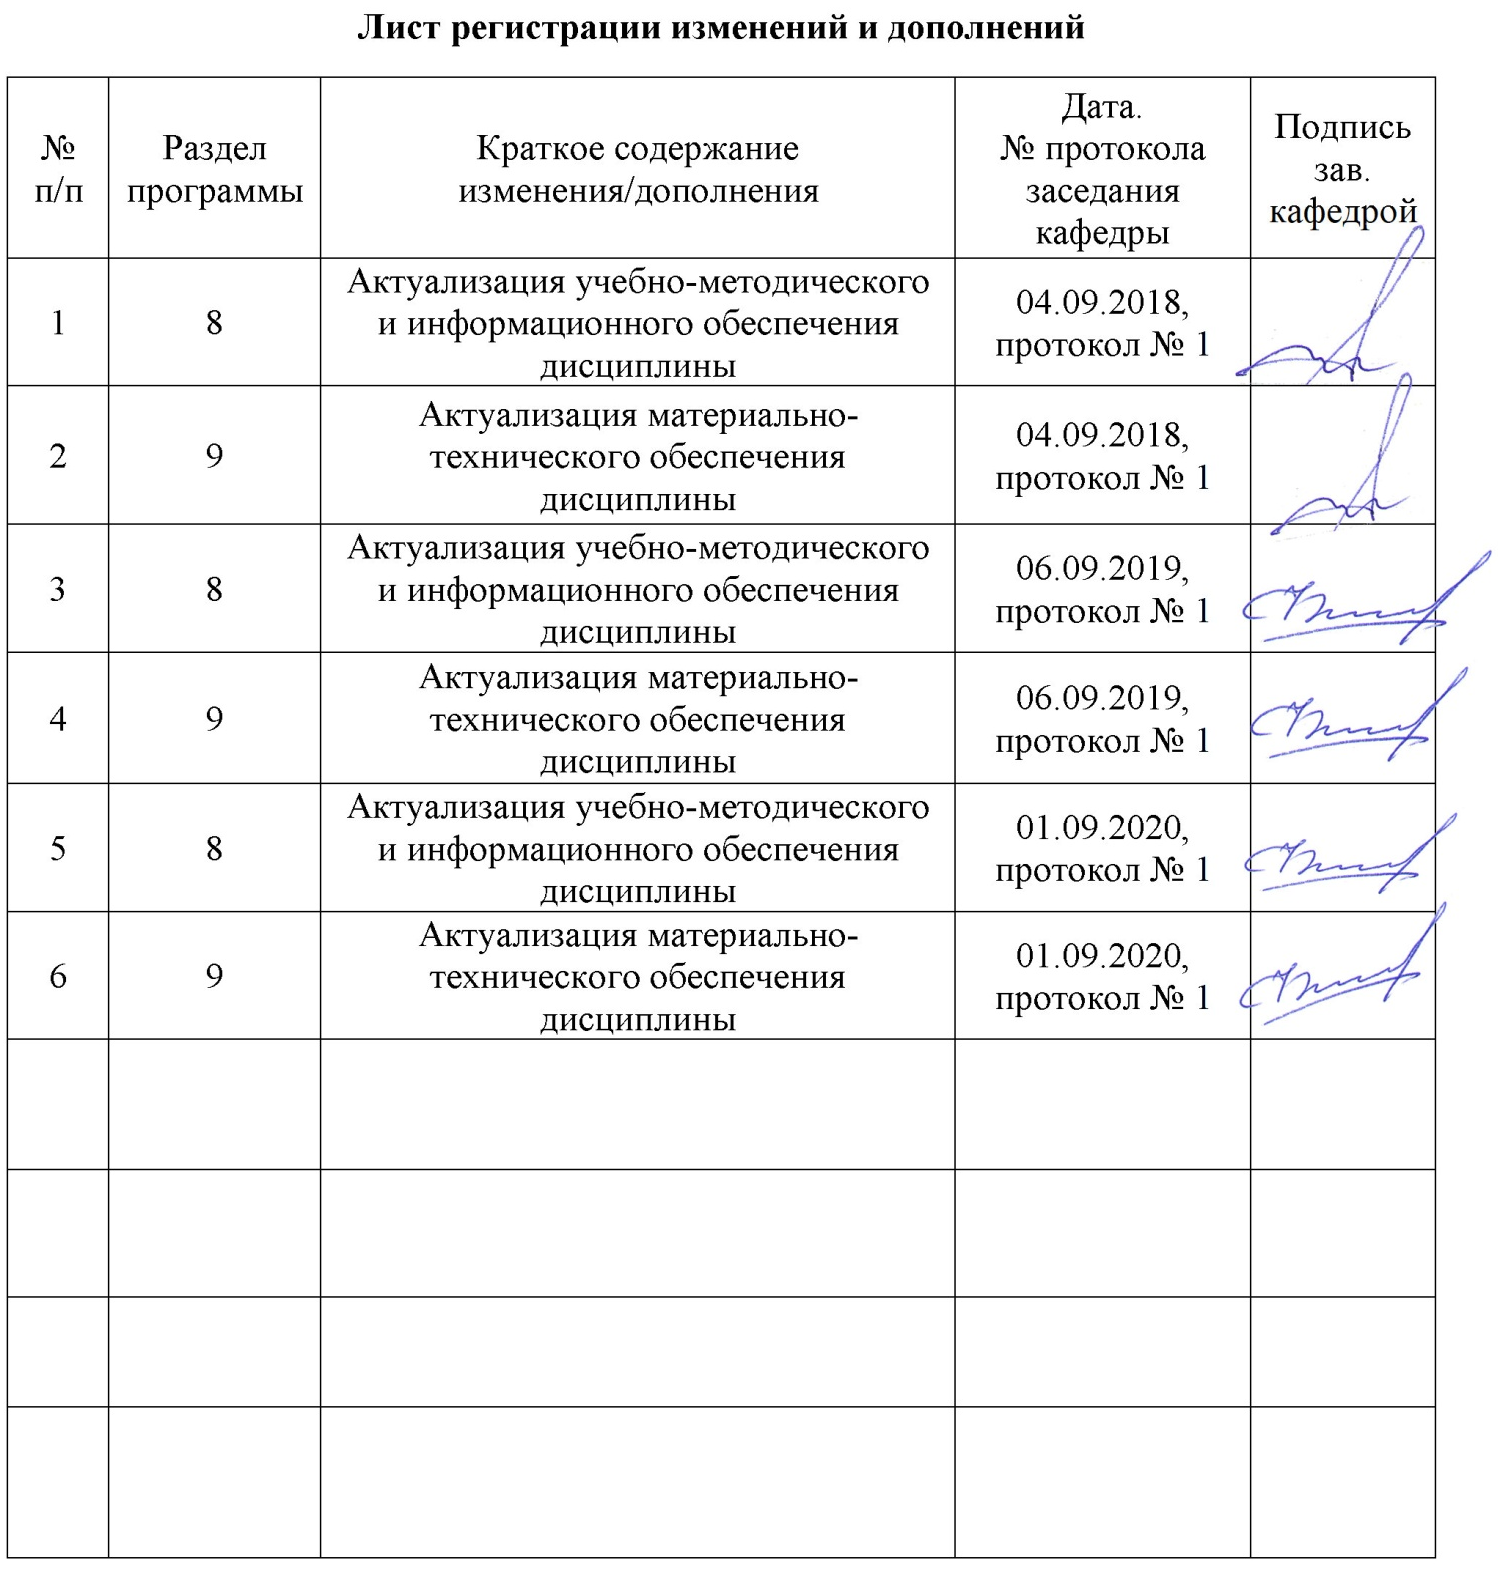 Лист регистрации изменений и дополнений
№
п/п
Раздел
программы
Краткое содержание
изменения/дополнения
Дата.
№ протокола
заседания
кафедры
Подпись
зав.
кафедрой
1
8
Актуализация учебно-методического
и информационного обеспечения
дисциплины
04.09.2018,
протокол № 1
2
9
Актуализация материально-
технического обеспечения
дисциплины
04.09.2018,
протокол № 1
3
8
Актуализация учебно-методического
и информационного обеспечения
дисциплины
06.09.2019,
протокол № 1
4
9
Актуализация материально-
технического обеспечения
дисциплины
06.09.2019,
протокол № 1
5
8
Актуализация учебно-методического
и информационного обеспечения
дисциплины
01.09.2020,
протокол № 1
6
9
Актуализация материально-
технического обеспечения
дисциплины
01.09.2020,
протокол № 1